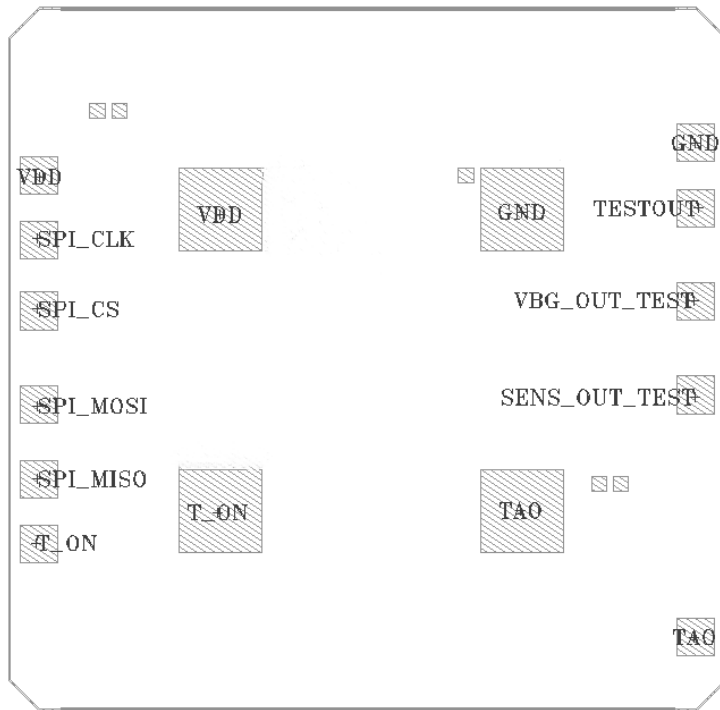 GND
VDD
TESTOUT
VDD
GND
SPI_CLK
VBG_OUT_TEST
SPI_CS
SENS_OUT_TEST
SPI_MOSI
SPI_MISO
T_ON
TAO
T_ON
TAO